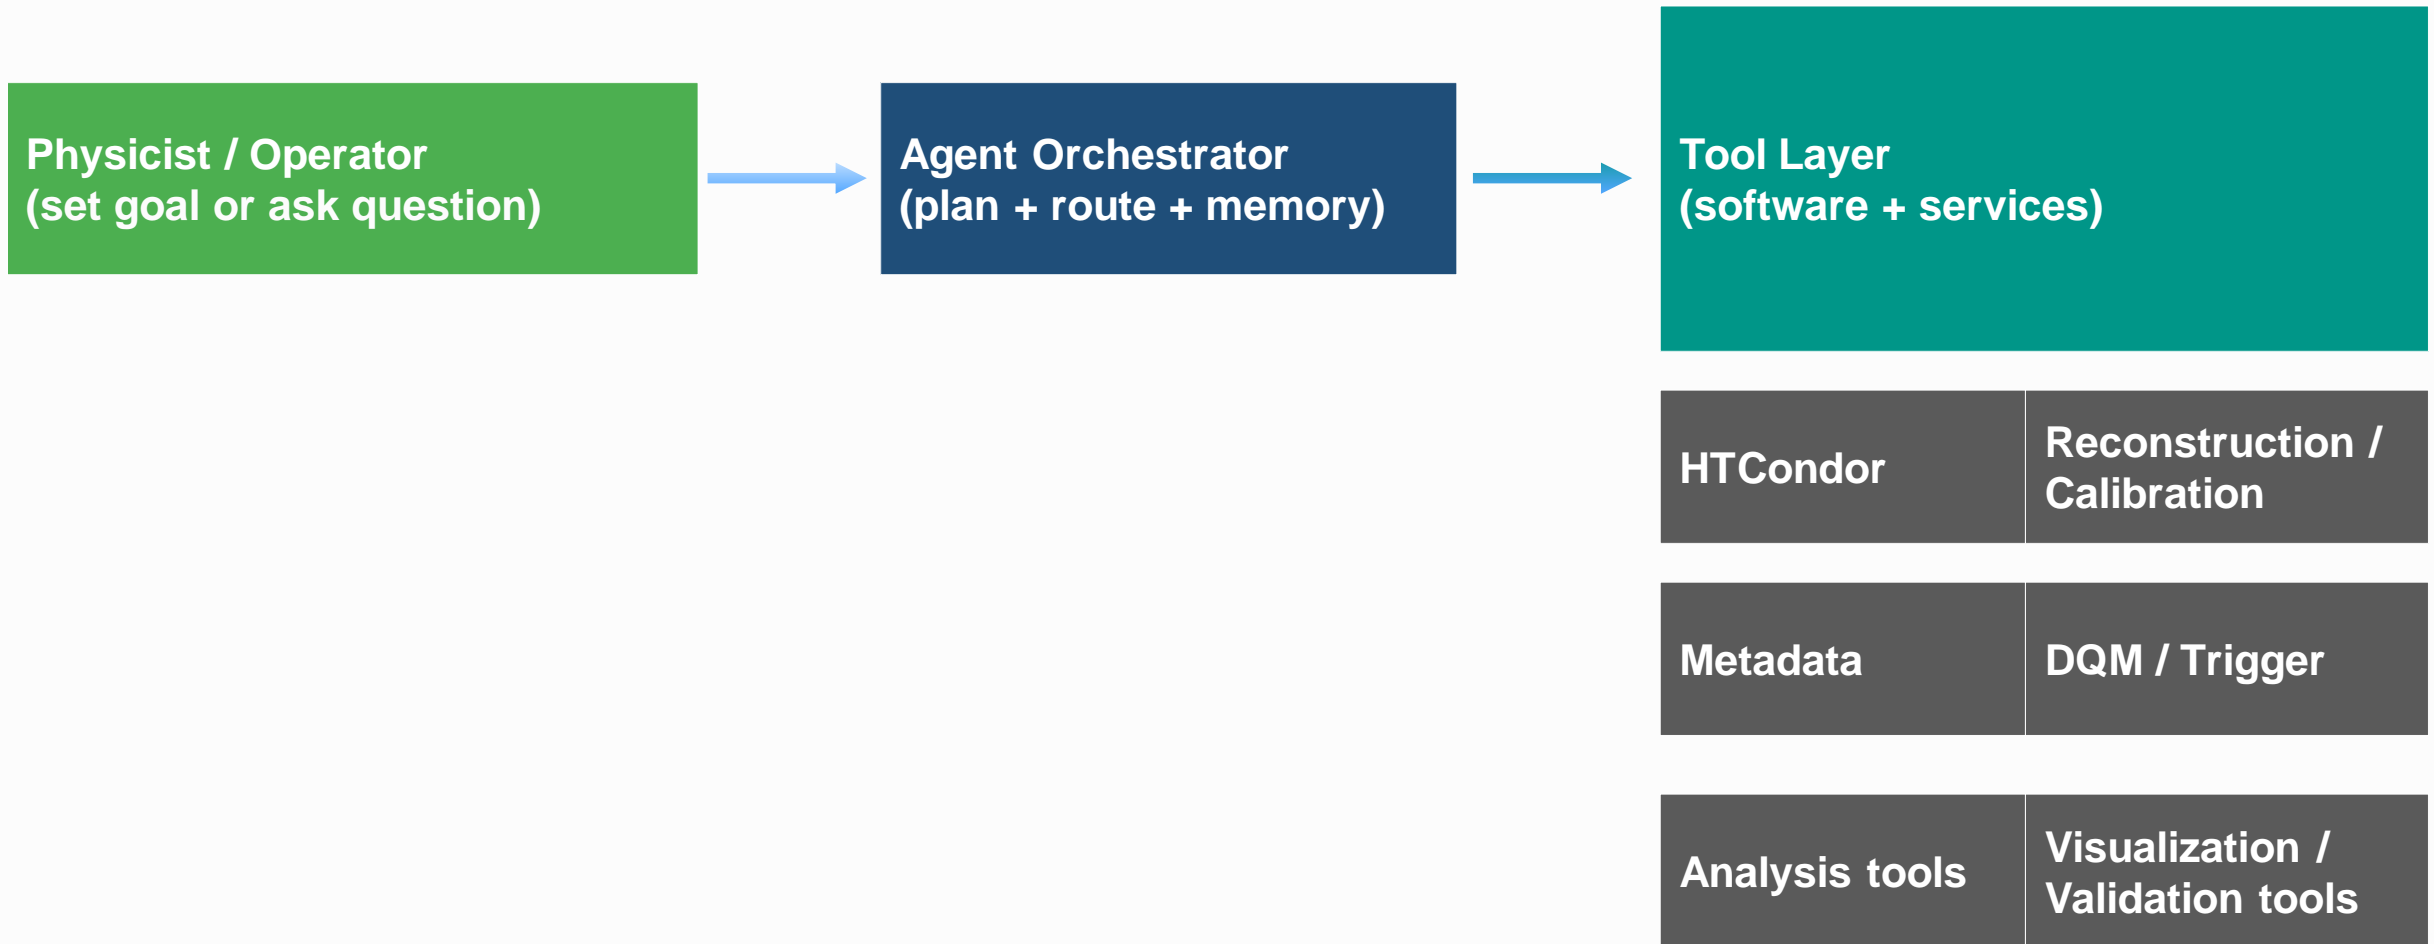 Physicist / Operator
(set goal or ask question)
Agent Orchestrator
(plan + route + memory)
Tool Layer
(software + services)
HTCondor
Reconstruction /
Calibration
Metadata
DQM / Trigger
Analysis tools
Visualization /
Validation tools